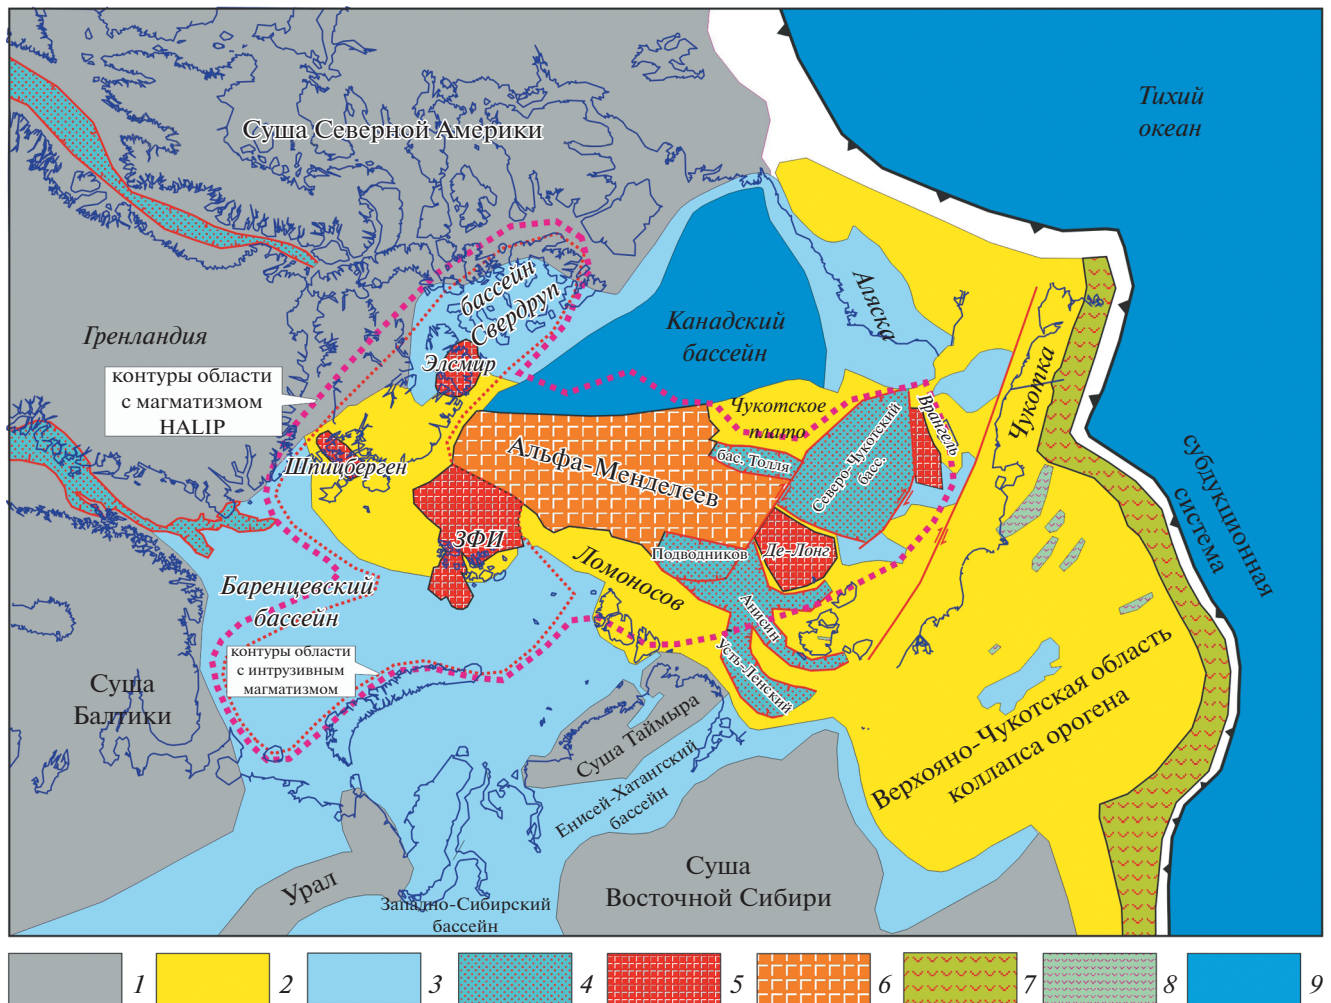 Тихий
океан
Суша Северной Америки
бассейн
Свердруп
Аляска
Гренландия
Канадский
бассейн
Элсмир
контуры области
с магматизмом
HALIP
Чукотка
Чукотское
плато
Врангель
Шпицберген
Альфа-Менделеев
бас. Толля
Северо-Чукотский
басс.
субдукционная
система
ЗФИ
Подводников
Де-Лонг
Ломоносов
Баренцевский
бассейн
Анисин
контуры области
с интрузивным
магматизмом
Усть-Ленский
Суша
Балтики
Суша Таймыра
Верхояно-Чукотская область
коллапса орогена
Енисей-Хатангский
бассейн
Суша
Восточной Сибири
Урал
Западно-Сибирский
бассейн
1 2 3 4 5 6 7 8 9